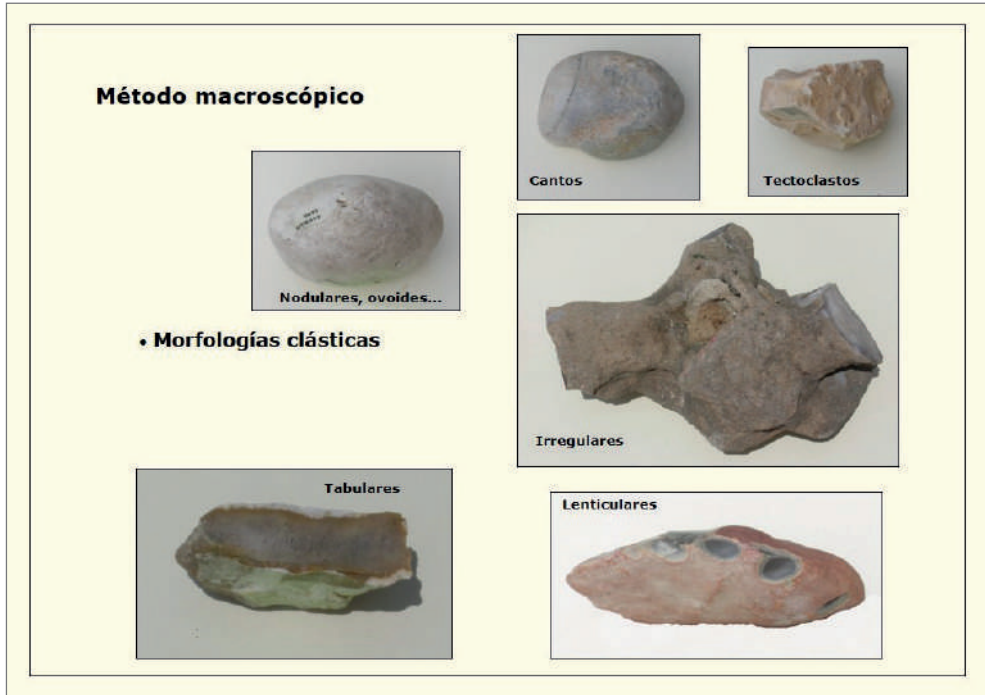 Método macroscópico
Cantos
Tectoclastos
Nodulares, ovoides...
• Morfologías clásticas
Irregulares
Tabulares
Lenticulares